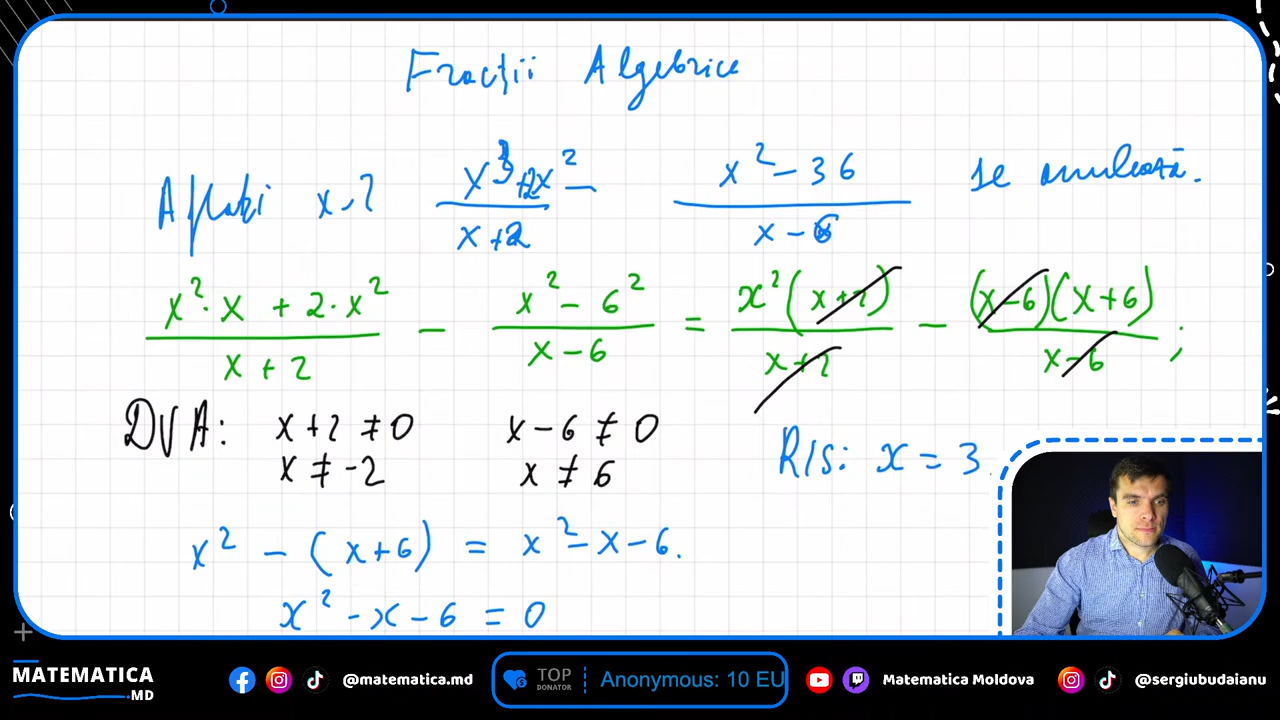 Fracții Algebrice
Aflați x-? (x³+2x²)/(x+2) − (x²−36)/(x−6) se anulează.
(x²·x + 2·x²)/(x+2) − (x²−6²)/(x−6) = x²(x+2)/(x+2) − (x−6)(x+6)/(x−6) ;
DVA: x+2 ≠ 0 x−6 ≠ 0
x ≠ -2 x ≠ 6
R/s: x = 3.
x² − (x+6) = x²−x−6.
x²-x-6 = 0
MATEMATICA
.MD
@matematica.md
TOP
DONATOR
Anonymous: 10 EU
Matematica Moldova
@sergiubudaianu